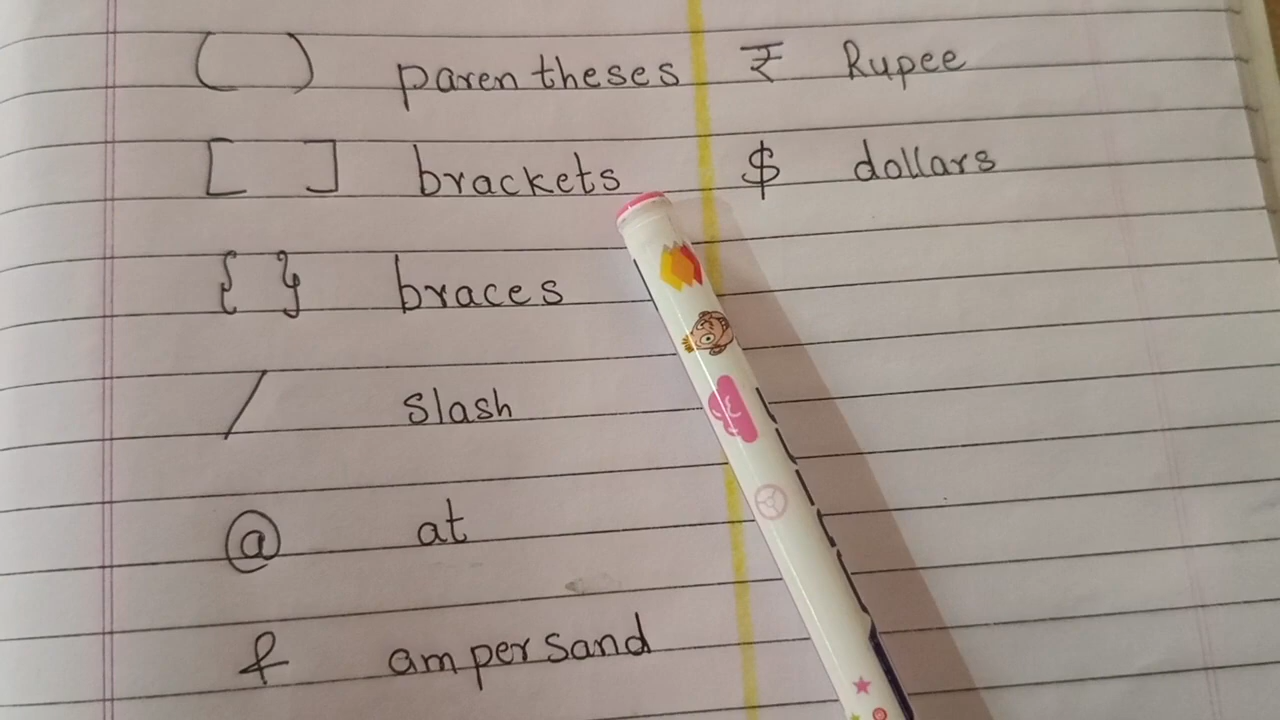 ( ) parentheses ₹ Rupee
[ ] brackets $ dollars
{ } braces
/ slash
@ at
& ampersand